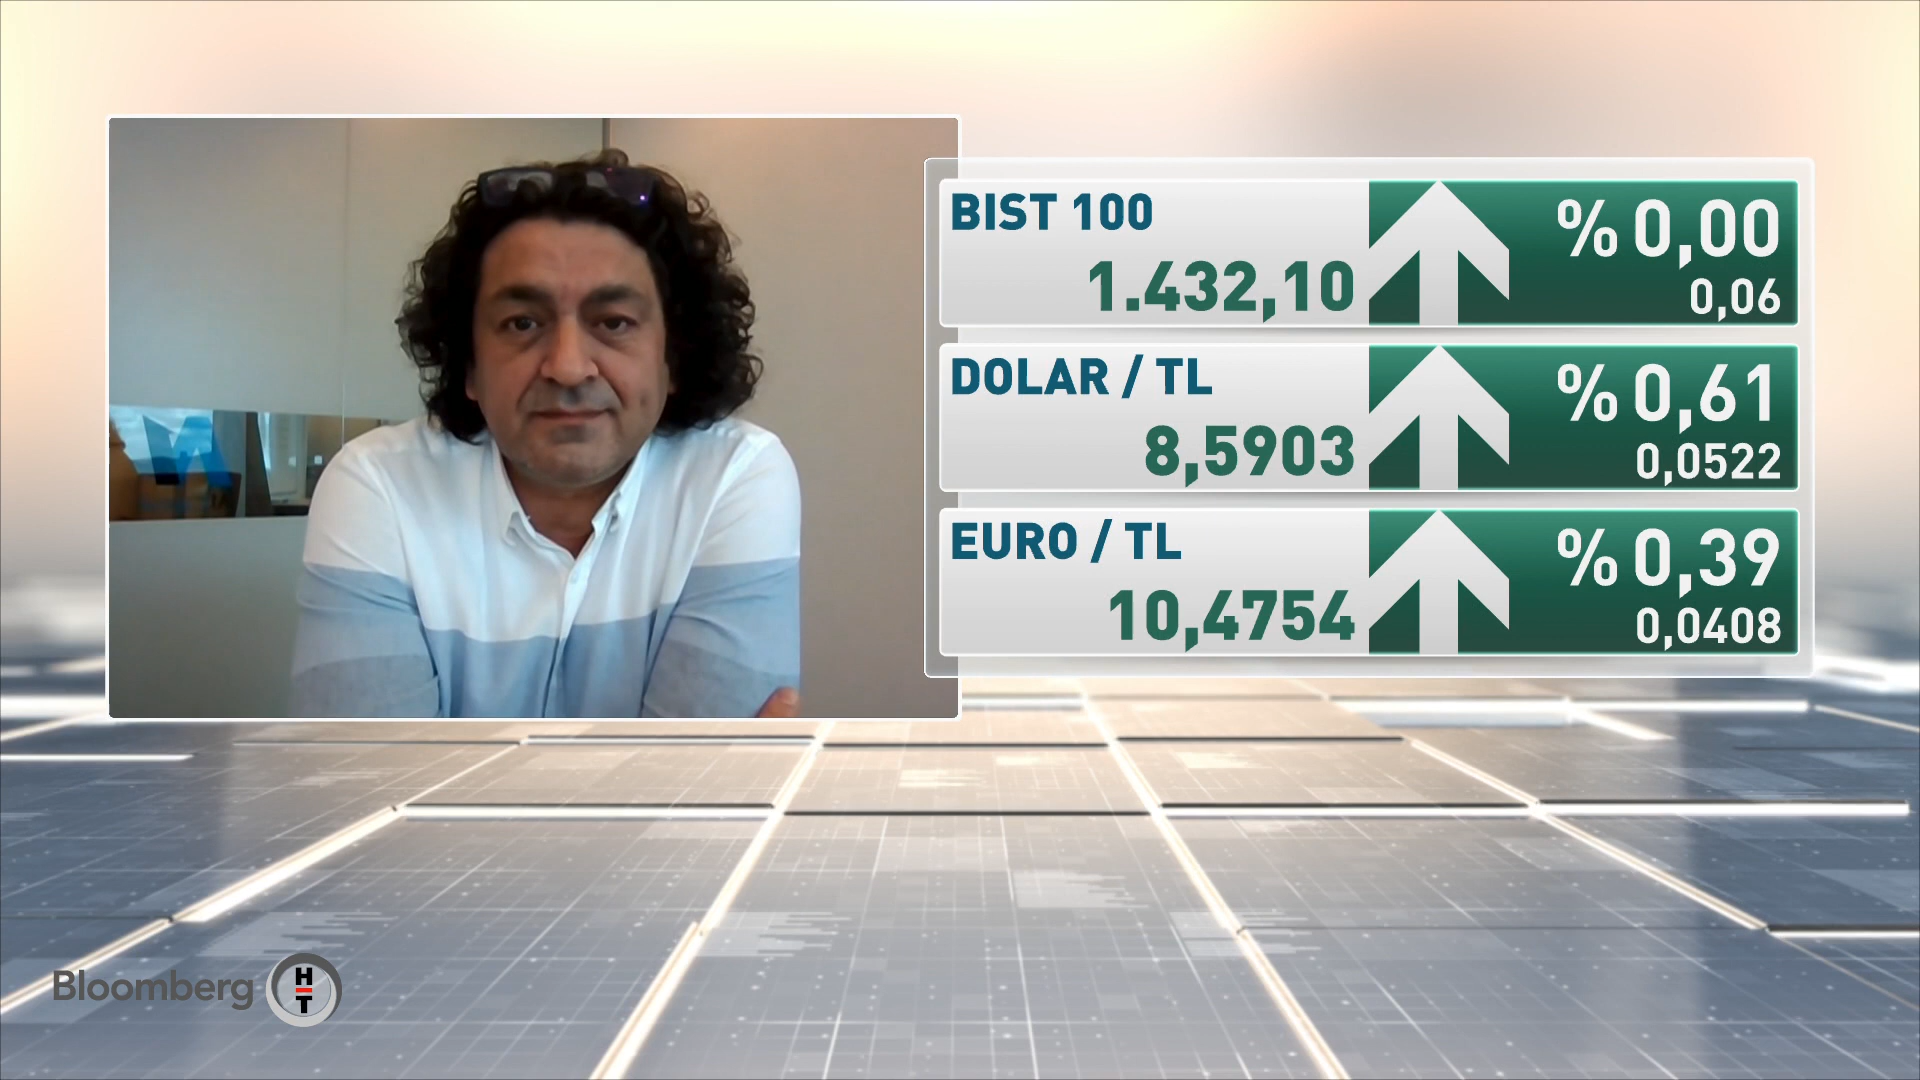 BIST 100
1.432,10
% 0,00
0,06
DOLAR / TL
8,5903
% 0,61
0,0522
EURO / TL
10,4754
% 0,39
0,0408
Bloomberg HT